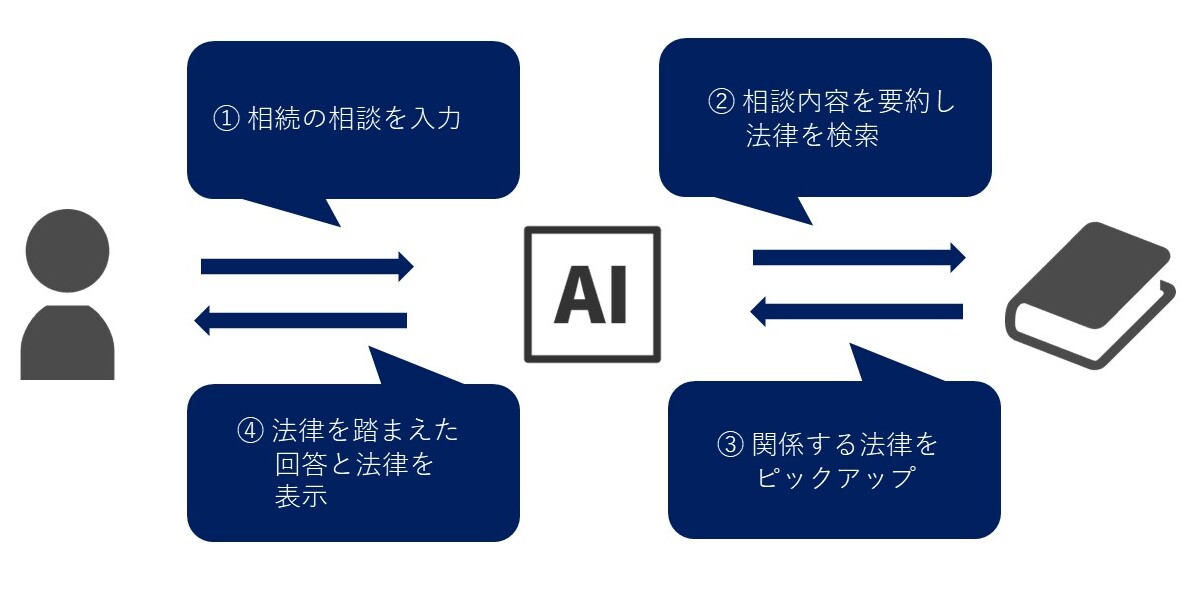 ① 相続の相談を入力
② 相談内容を要約し
法律を検索
AI
③ 関係する法律を
ピックアップ
④ 法律を踏まえた
回答と法律を
表示